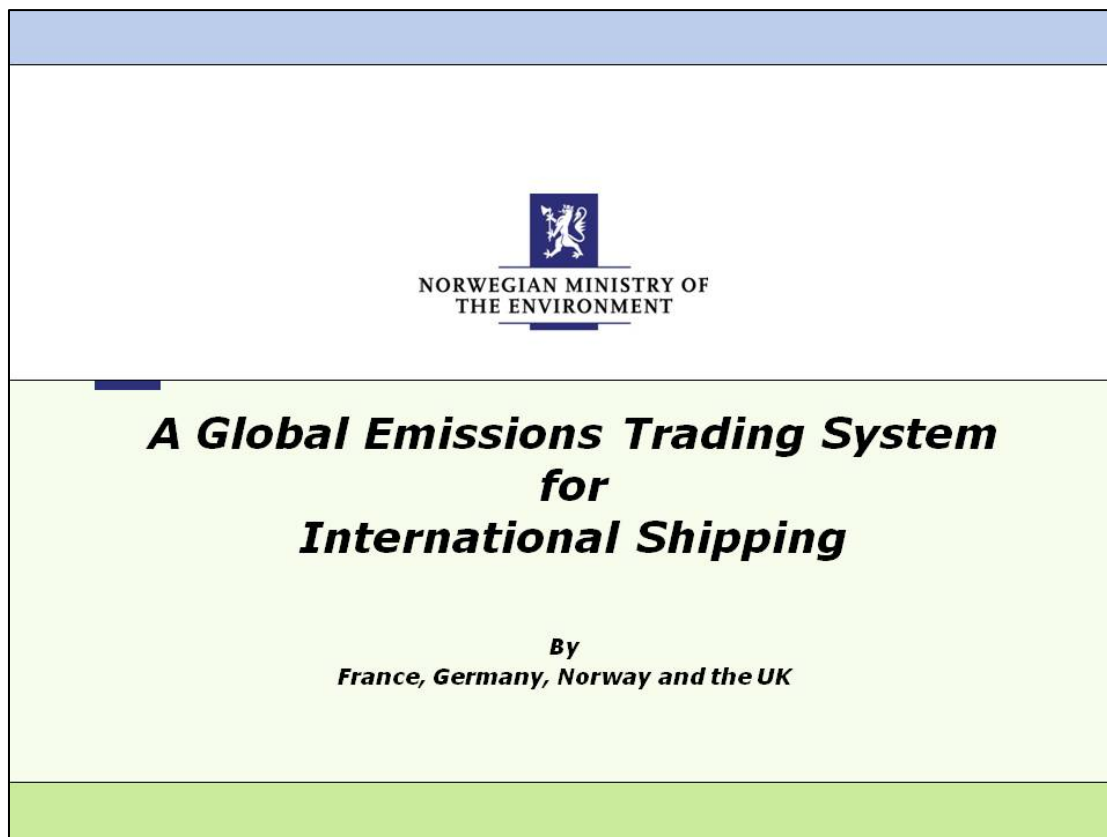 NORWEGIAN MINISTRY OF
THE ENVIRONMENT
A Global Emissions Trading System
for
International Shipping
By
France, Germany, Norway and the UK